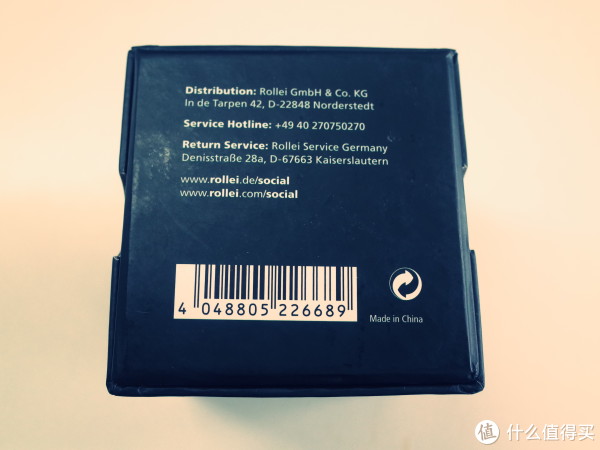 Distribution: Rollei GmbH & Co. KG
In de Tarpen 42, D-22848 Norderstedt
Service Hotline: +49 40 270750270
Return Service: Rollei Service Germany
Denisstraße 28a, D-67663 Kaiserslautern
www.rollei.de/social
www.rollei.com/social
4 048805 226689
Made in China
值 什么值得买